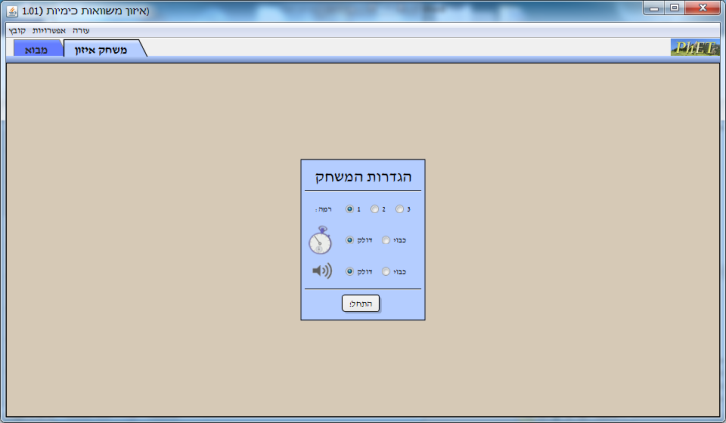 איזון משוואות כימיות (1.01)
קובץ אפשרויות עזרה
מבוא משחק איזון
PhET
הגדרות המשחק
רמה: 1 2 3
דולק כבוי
דולק כבוי
התחל!